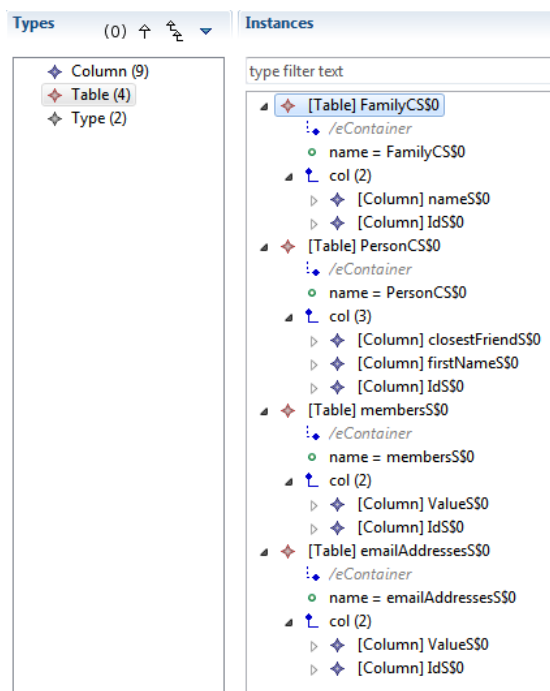 Types
(0)
Column (9)
Table (4)
Type (2)
Instances
type filter text
[Table] FamilyCS$0
/eContainer
name = FamilyCS$0
col (2)
[Column] nameS$0
[Column] IdS$0
[Table] PersonCS$0
/eContainer
name = PersonCS$0
col (3)
[Column] closestFriendS$0
[Column] firstNameS$0
[Column] IdS$0
[Table] membersS$0
/eContainer
name = membersS$0
col (2)
[Column] ValueS$0
[Column] IdS$0
[Table] emailAddressesS$0
/eContainer
name = emailAddressesS$0
col (2)
[Column] ValueS$0
[Column] IdS$0